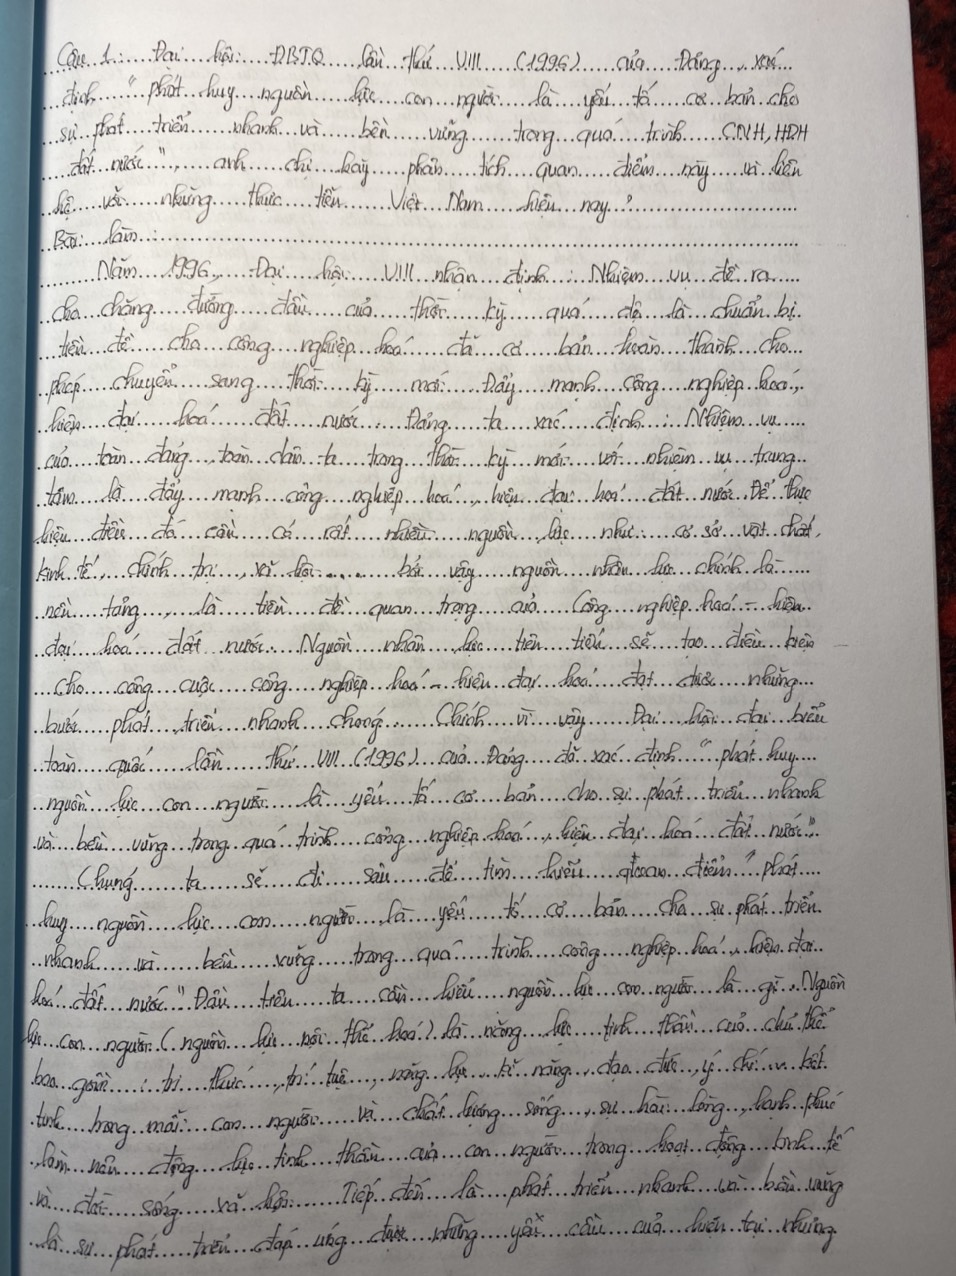 Câu 1: Đại hội ĐBTQ lần thứ VIII (1996) của Đảng, xác
định "phát huy nguồn lực con người là yếu tố cơ bản cho
sự phát triển nhanh và bền vững trong quá trình CNH, HĐH
đất nước", anh chị hãy phân tích quan điểm này và liên
hệ với những thực tiễn Việt Nam hiện nay?
Bài làm:
Năm 1996, Đại hội VIII nhận định: Nhiệm vụ đề ra
cho chặng đường đầu của thời kỳ quá độ là chuẩn bị
tiền đề cho công nghiệp hoá đã cơ bản hoàn thành cho
phép chuyển sang thời kỳ mới: Đẩy mạnh công nghiệp hoá,
hiện đại hoá đất nước. Đảng ta xác định: Nhiệm vụ
của toàn đảng, toàn dân ta trong thời kỳ mới với nhiệm vụ trung
tâm là đẩy mạnh công nghiệp hoá, hiện đại hoá đất nước. Để thực
hiện điều đó cần có rất nhiều nguồn lực như: cơ sở vật chất,
kinh tế, chính trị, xã hội..... bởi vậy nguồn nhân lực chính là
nền tảng, là tiền đề quan trọng của Công nghiệp hoá - hiện
đại hoá đất nước. Nguồn nhân lực tiên tiến sẽ tạo điều kiện
cho công cuộc công nghiệp hoá - hiện đại hoá đạt được những
bước phát triển nhanh chóng. Chính vì vậy Đại hội đại biểu
toàn quốc lần thứ VIII (1996) của Đảng đã xác định "phát huy
nguồn lực con người là yếu tố cơ bản cho sự phát triển nhanh
và bền vững trong quá trình công nghiệp hoá, hiện đại hoá đất nước".
Chúng ta sẽ đi sâu để tìm hiểu quan điểm "phát
huy nguồn lực con người là yếu tố cơ bản cho sự phát triển
nhanh và bền vững trong quá trình công nghiệp hoá, hiện đại
hoá đất nước". Đầu tiên ta cần hiểu nguồn lực con người là gì. Nguồn
lực con người (nguồn lực nội thể hoá) là năng lực tinh thần của chủ thể
bao gồm: tri thức, trí tuệ, năng lực, kĩ năng, đạo đức, ý chí... kết
tinh trong mỗi con người và chất lượng sống, sự hài lòng, hạnh phúc
làm nên động lực tinh thần của con người trong hoạt động kinh tế
và đời sống xã hội. Tiếp đến là phát triển nhanh và bền vững
là sự phát triển đáp ứng được những yêu cầu của hiện tại nhưng